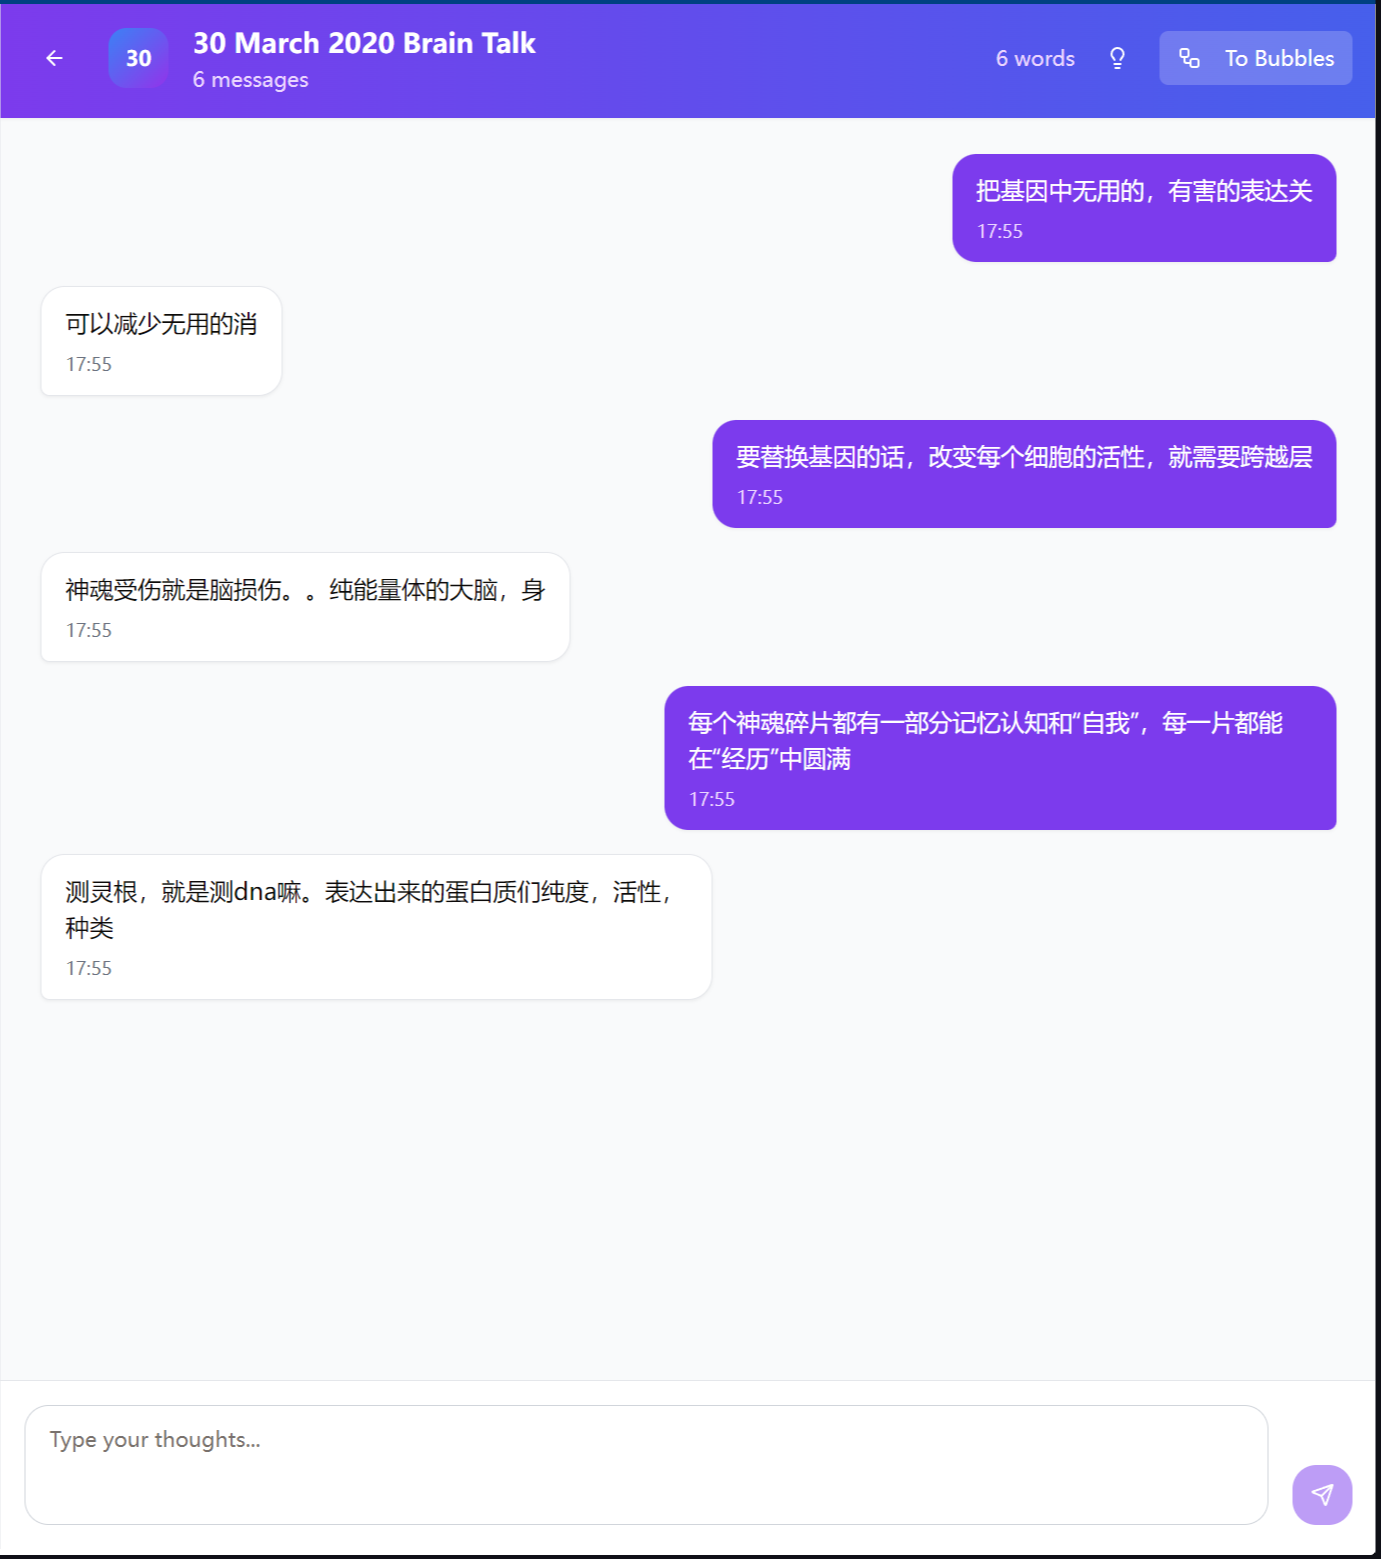 30
30 March 2020 Brain Talk
6 messages
6 words
To Bubbles
把基因中无用的，有害的表达关
17:55
可以减少无用的消
17:55
要替换基因的话，改变每个细胞的活性，就需要跨越层
17:55
神魂受伤就是脑损伤。。纯能量体的大脑，身
17:55
每个神魂碎片都有一部分记忆认知和“自我”，每一片都能
在“经历”中圆满
17:55
测灵根，就是测dna嘛。表达出来的蛋白质们纯度，活性，
种类
17:55
Type your thoughts...